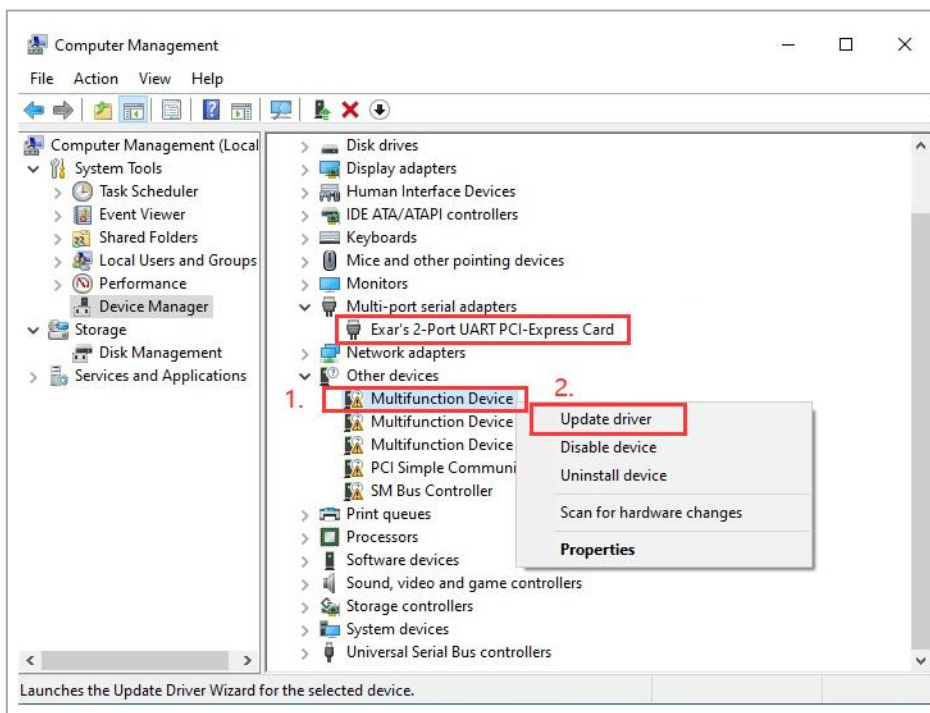 Computer Management
File Action View Help
Computer Management (Local
System Tools
Task Scheduler
Event Viewer
Shared Folders
Local Users and Groups
Performance
Device Manager
Storage
Disk Management
Services and Applications
Disk drives
Display adapters
Human Interface Devices
IDE ATA/ATAPI controllers
Keyboards
Mice and other pointing devices
Monitors
Multi-port serial adapters
Exar's 2-Port UART PCI-Express Card
Network adapters
Other devices
1.
Multifunction Device
Multifunction Device
Multifunction Device
PCI Simple Communi
SM Bus Controller
Print queues
Processors
Software devices
Sound, video and game controllers
Storage controllers
System devices
Universal Serial Bus controllers
2.
Update driver
Disable device
Uninstall device
Scan for hardware changes
Properties
Launches the Update Driver Wizard for the selected device.